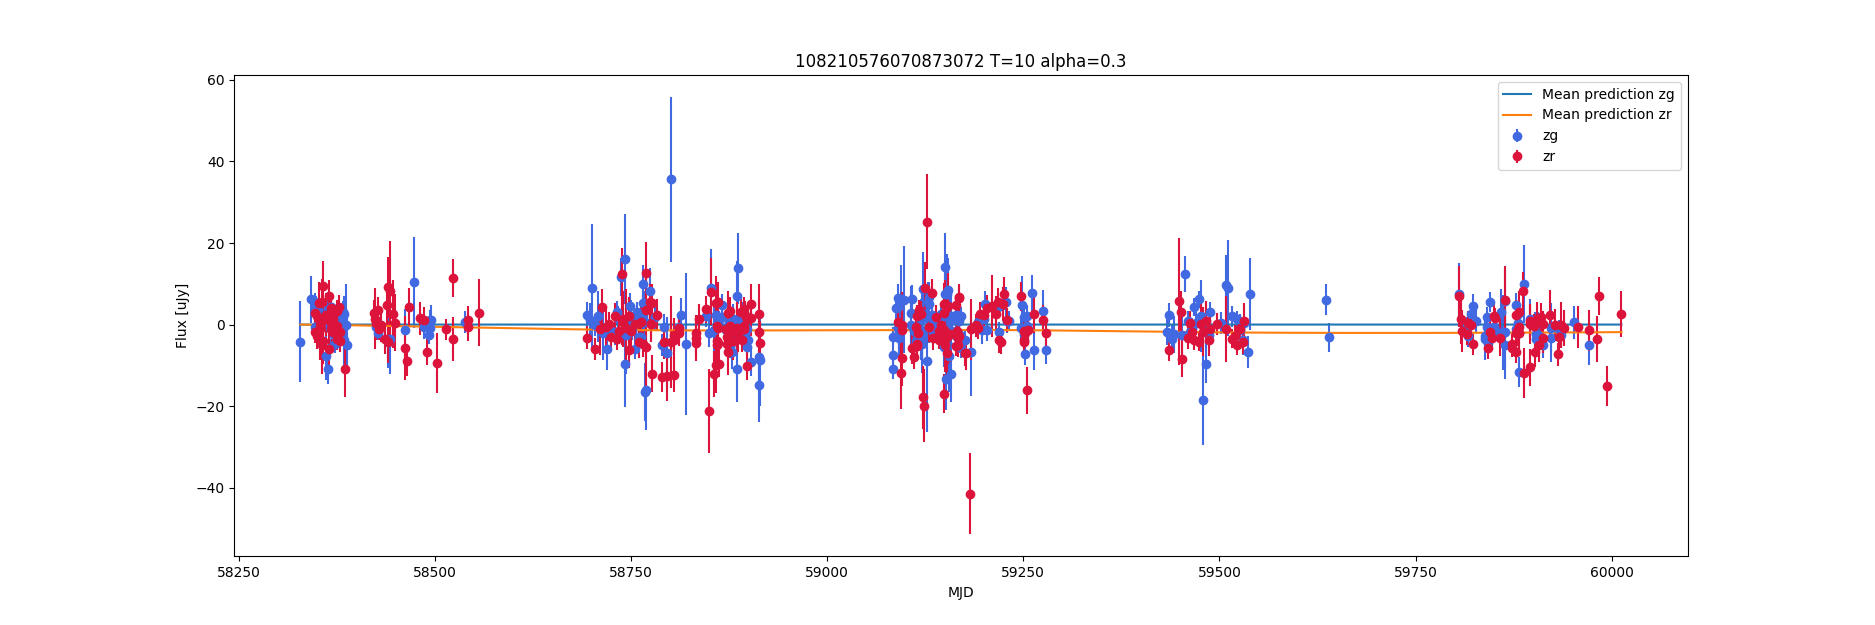 108210576070873072 T=10 alpha=0.3
Flux [uJy]
60
40
20
0
−20
−40
58250 58500 58750 59000 59250 59500 59750 60000
MJD
Mean prediction zg
Mean prediction zr
zg
zr